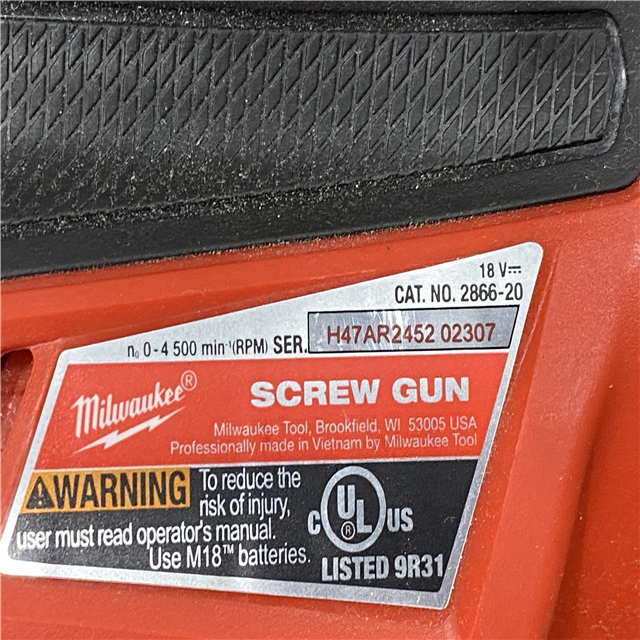 18 V⎓
CAT. NO. 2866-20
n₀ 0-4 500 min⁻¹(RPM) SER. H47AR2452 02307
Milwaukee®
SCREW GUN
Milwaukee Tool, Brookfield, WI 53005 USA
Professionally made in Vietnam by Milwaukee Tool
WARNING To reduce the
risk of injury,
user must read operator's manual.
Use M18™ batteries.
C UL® US
LISTED 9R31